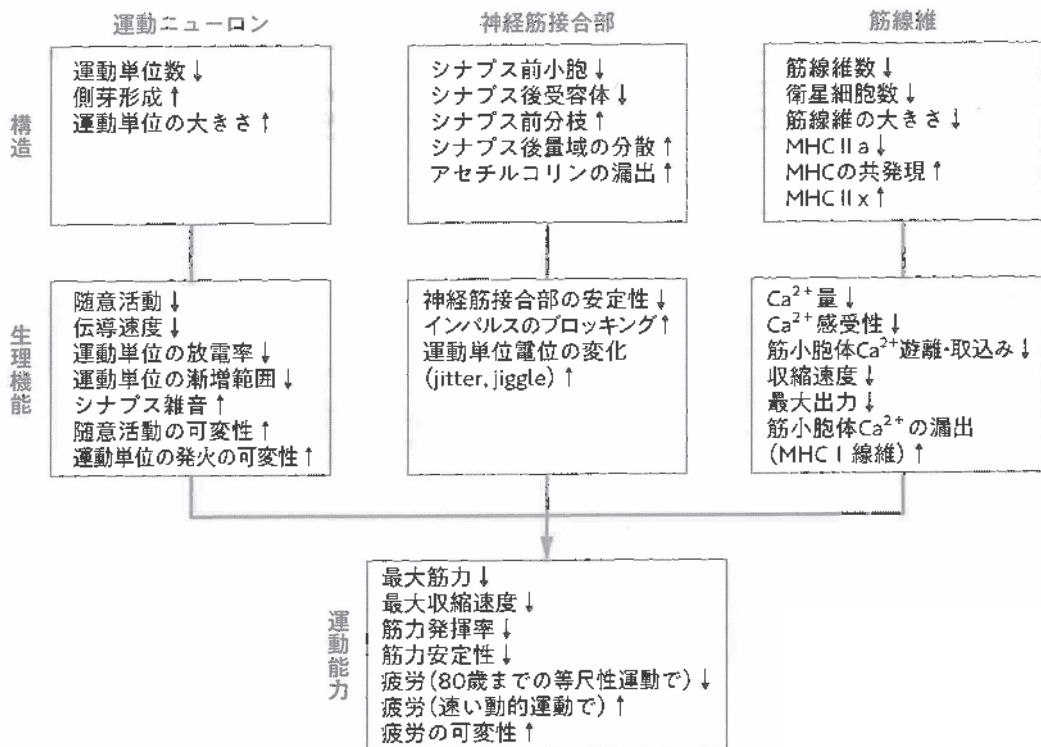 運動ニューロン
神経筋接合部
筋線維
構造
運動単位数↓
側芽形成↑
運動単位の大きさ↑
シナプス前小胞↓
シナプス後受容体↓
シナプス前分枝↑
シナプス後量域の分散↑
アセチルコリンの漏出↑
筋線維数↓
衛星細胞数↓
筋線維の大きさ↓
MHC II a↓
MHCの共発現↑
MHC II x↑
生理機能
随意活動↓
伝導速度↓
運動単位の放電率↓
運動単位の漸増範囲↓
シナプス雑音↑
随意活動の可変性↑
運動単位の発火の可変性↑
神経筋接合部の安定性↓
インパルスのブロッキング↑
運動単位電位の変化
(jitter, jiggle)↑
Ca²⁺量↓
Ca²⁺感受性↓
筋小胞体Ca²⁺遊離・取込み↓
収縮速度↓
最大出力↓
筋小胞体Ca²⁺の漏出
(MHC I 線維)↑
運動能力
最大筋力↓
最大収縮速度↓
筋力発揮率↓
筋力安定性↓
疲労(80歳までの等尺性運動で)↓
疲労(速い動的運動で)↑
疲労の可変性↑